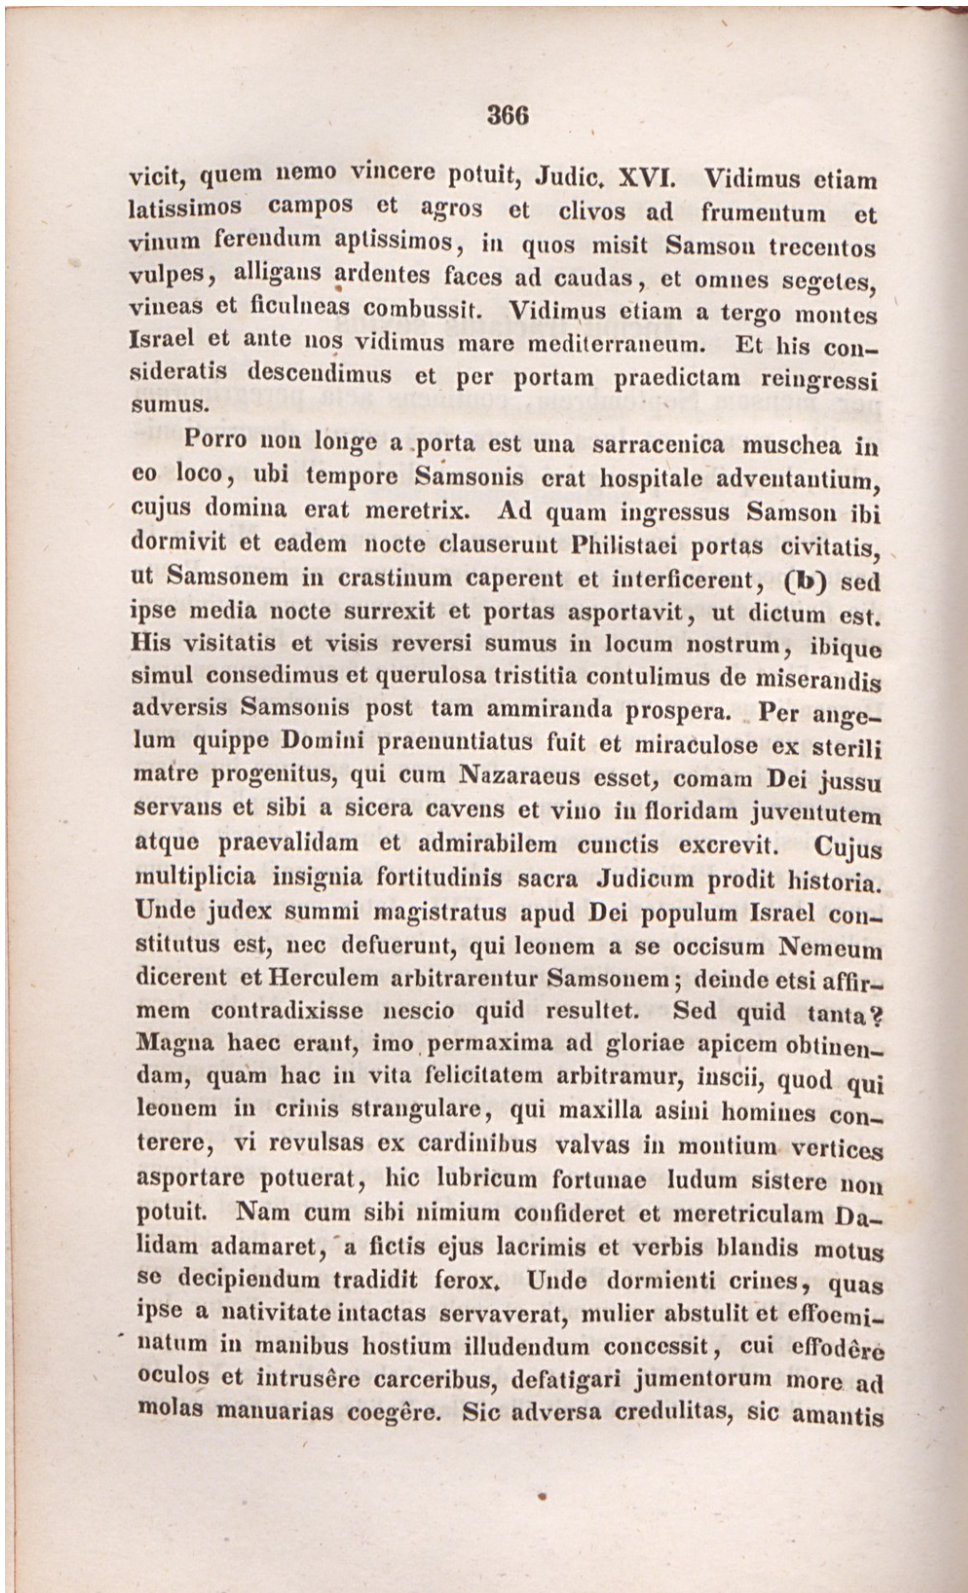 366
vicit, quem nemo vincere potuit, Judic. XVI. Vidimus etiam
latissimos campos et agros et clivos ad frumentum et
vinum ferendum aptissimos, in quos misit Samson trecentos
vulpes, alligans ardentes faces ad caudas, et omnes segetes,
vineas et ficulneas combussit. Vidimus etiam a tergo montes
Israel et ante nos vidimus mare mediterraneum. Et his con-
sideratis descendimus et per portam praedictam reingressi
sumus.
Porro non longe a porta est una sarracenica muschea in
eo loco, ubi tempore Samsonis erat hospitale adventantium,
cujus domina erat meretrix. Ad quam ingressus Samson ibi
dormivit et eadem nocte clauserunt Philistaei portas civitatis,
ut Samsonem in crastinum caperent et interficerent, (b) sed
ipse media nocte surrexit et portas asportavit, ut dictum est.
His visitatis et visis reversi sumus in locum nostrum, ibique
simul consedimus et querulosa tristitia contulimus de miserandis
adversis Samsonis post tam ammiranda prospera. Per ange-
lum quippe Domini praenuntiatus fuit et miraculose ex sterili
matre progenitus, qui cum Nazaraeus esset, comam Dei jussu
servans et sibi a sicera cavens et vino in floridam juventutem
atque praevalidam et admirabilem cunctis excrevit. Cujus
multiplicia insignia fortitudinis sacra Judicum prodit historia.
Unde judex summi magistratus apud Dei populum Israel con-
stitutus est, nec defuerunt, qui leonem a se occisum Nemeum
dicerent et Herculem arbitrarentur Samsonem; deinde etsi affir-
mem contradixisse nescio quid resultet. Sed quid tanta?
Magna haec erant, imo permaxima ad gloriae apicem obtinen-
dam, quam hac in vita felicitatem arbitramur, inscii, quod qui
leonem in crinis strangulare, qui maxilla asini homines con-
terere, vi revulsas ex cardinibus valvas in montium vertices
asportare potuerat, hic lubricum fortunae ludum sistere non
potuit. Nam cum sibi nimium confideret et meretriculam Da-
lidam adamaret, a fictis ejus lacrimis et verbis blandis motus
se decipiendum tradidit ferox. Unde dormienti crines, quas
ipse a nativitate intactas servaverat, mulier abstulit et effoemi-
natum in manibus hostium illudendum concessit, cui effodêre
oculos et intrusêre carceribus, defatigari jumentorum more ad
molas manuarias coegêre. Sic adversa credulitas, sic amantis